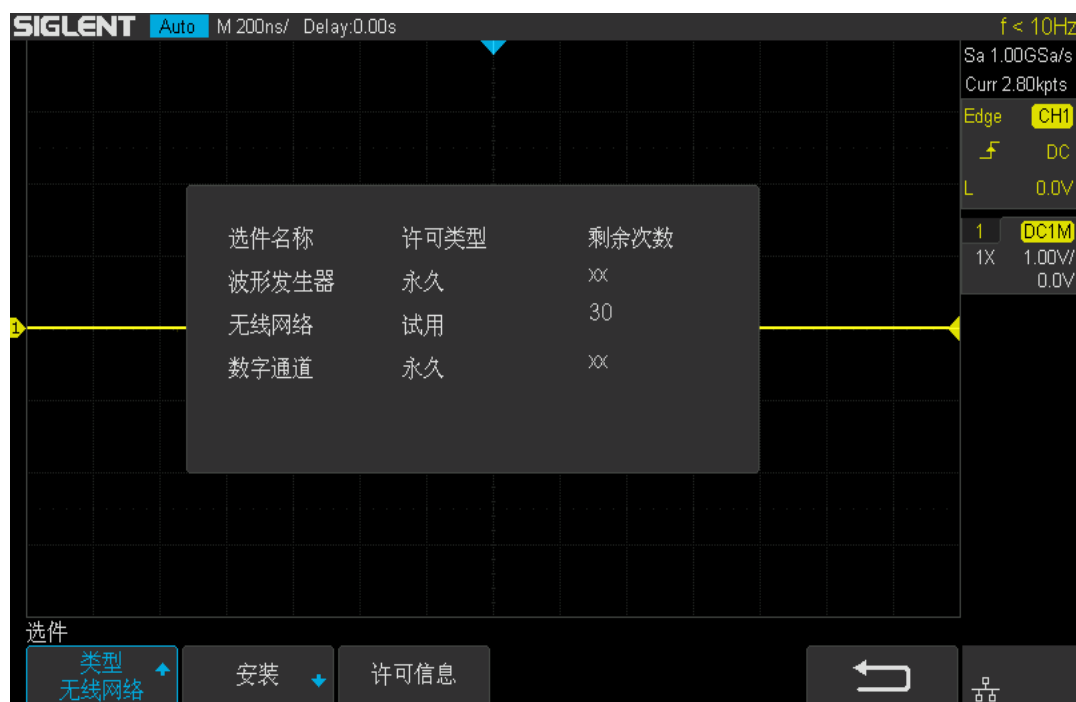 SIGLENT Auto M 200ns/ Delay:0.00s f < 10Hz
Sa 1.00GSa/s
Curr 2.80kpts
Edge CH1
DC
L 0.0V
1 DC1M
1X 1.00V/
0.0V
选件名称 许可类型 剩余次数
波形发生器 永久 xx
无线网络 试用 30
数字通道 永久 xx
1
选件
类型
无线网络
安装
许可信息